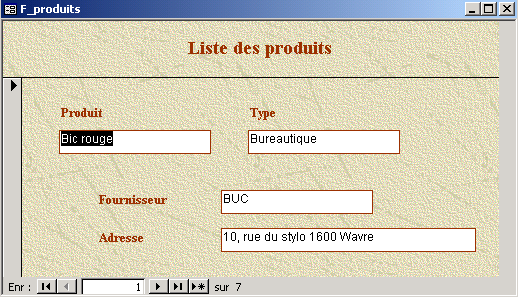 F_produits
Liste des produits
Produit Type
Bic rouge Bureautique
Fournisseur BUC
Adresse 10, rue du stylo 1600 Wavre
Enr : 1 sur 7